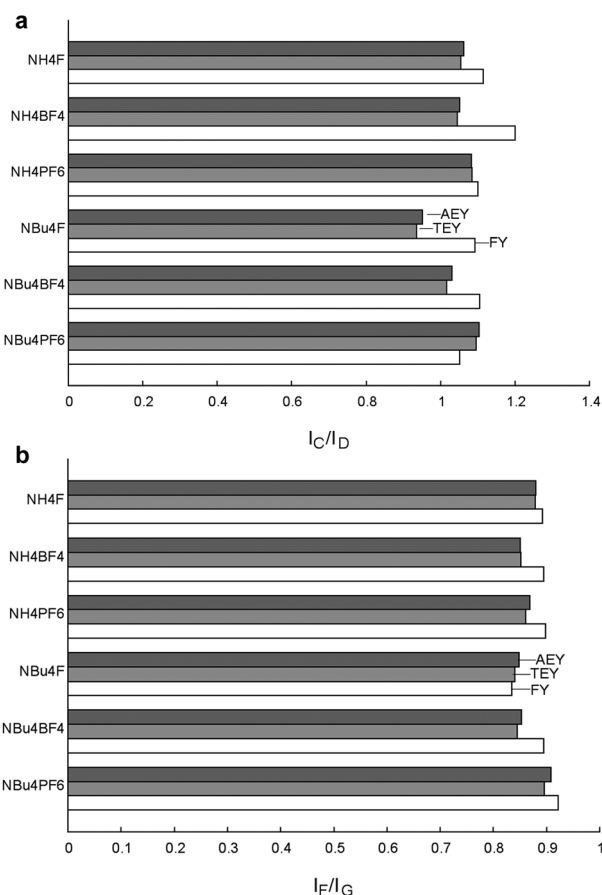 a
NH4F
NH4BF4
NH4PF6
NBu4F
AEY
TEY
FY
NBu4BF4
NBu4PF6
0 0.2 0.4 0.6 0.8 1 1.2 1.4
IC/ID
b
NH4F
NH4BF4
NH4PF6
NBu4F
AEY
TEY
FY
NBu4BF4
NBu4PF6
0 0.1 0.2 0.3 0.4 0.5 0.6 0.7 0.8 0.9 1
IF/IG